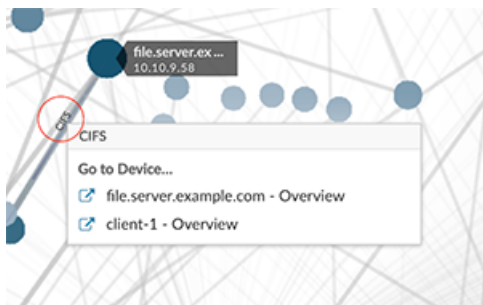 file.server.ex ...
10.10.9.58
CIFS
CIFS
Go to Device...
file.server.example.com - Overview
client-1 - Overview